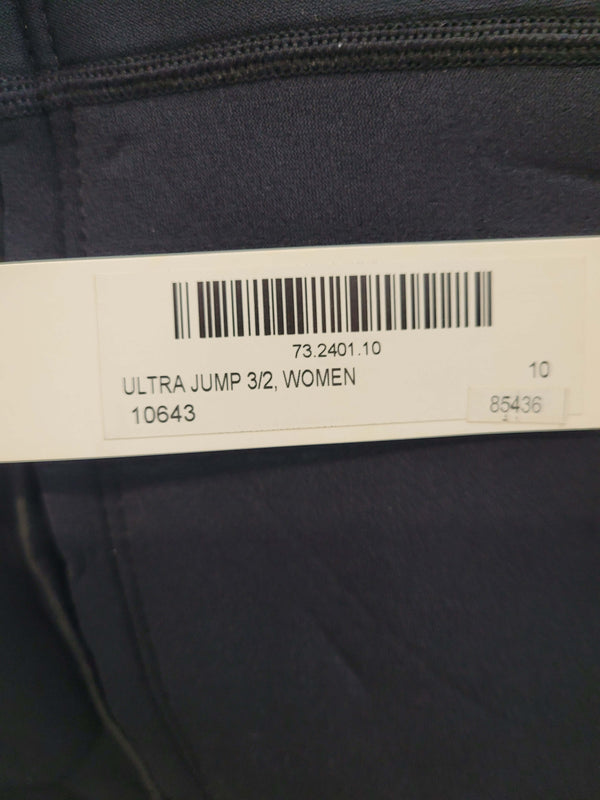 73.2401.10
ULTRA JUMP 3/2, WOMEN 10
10643 85436